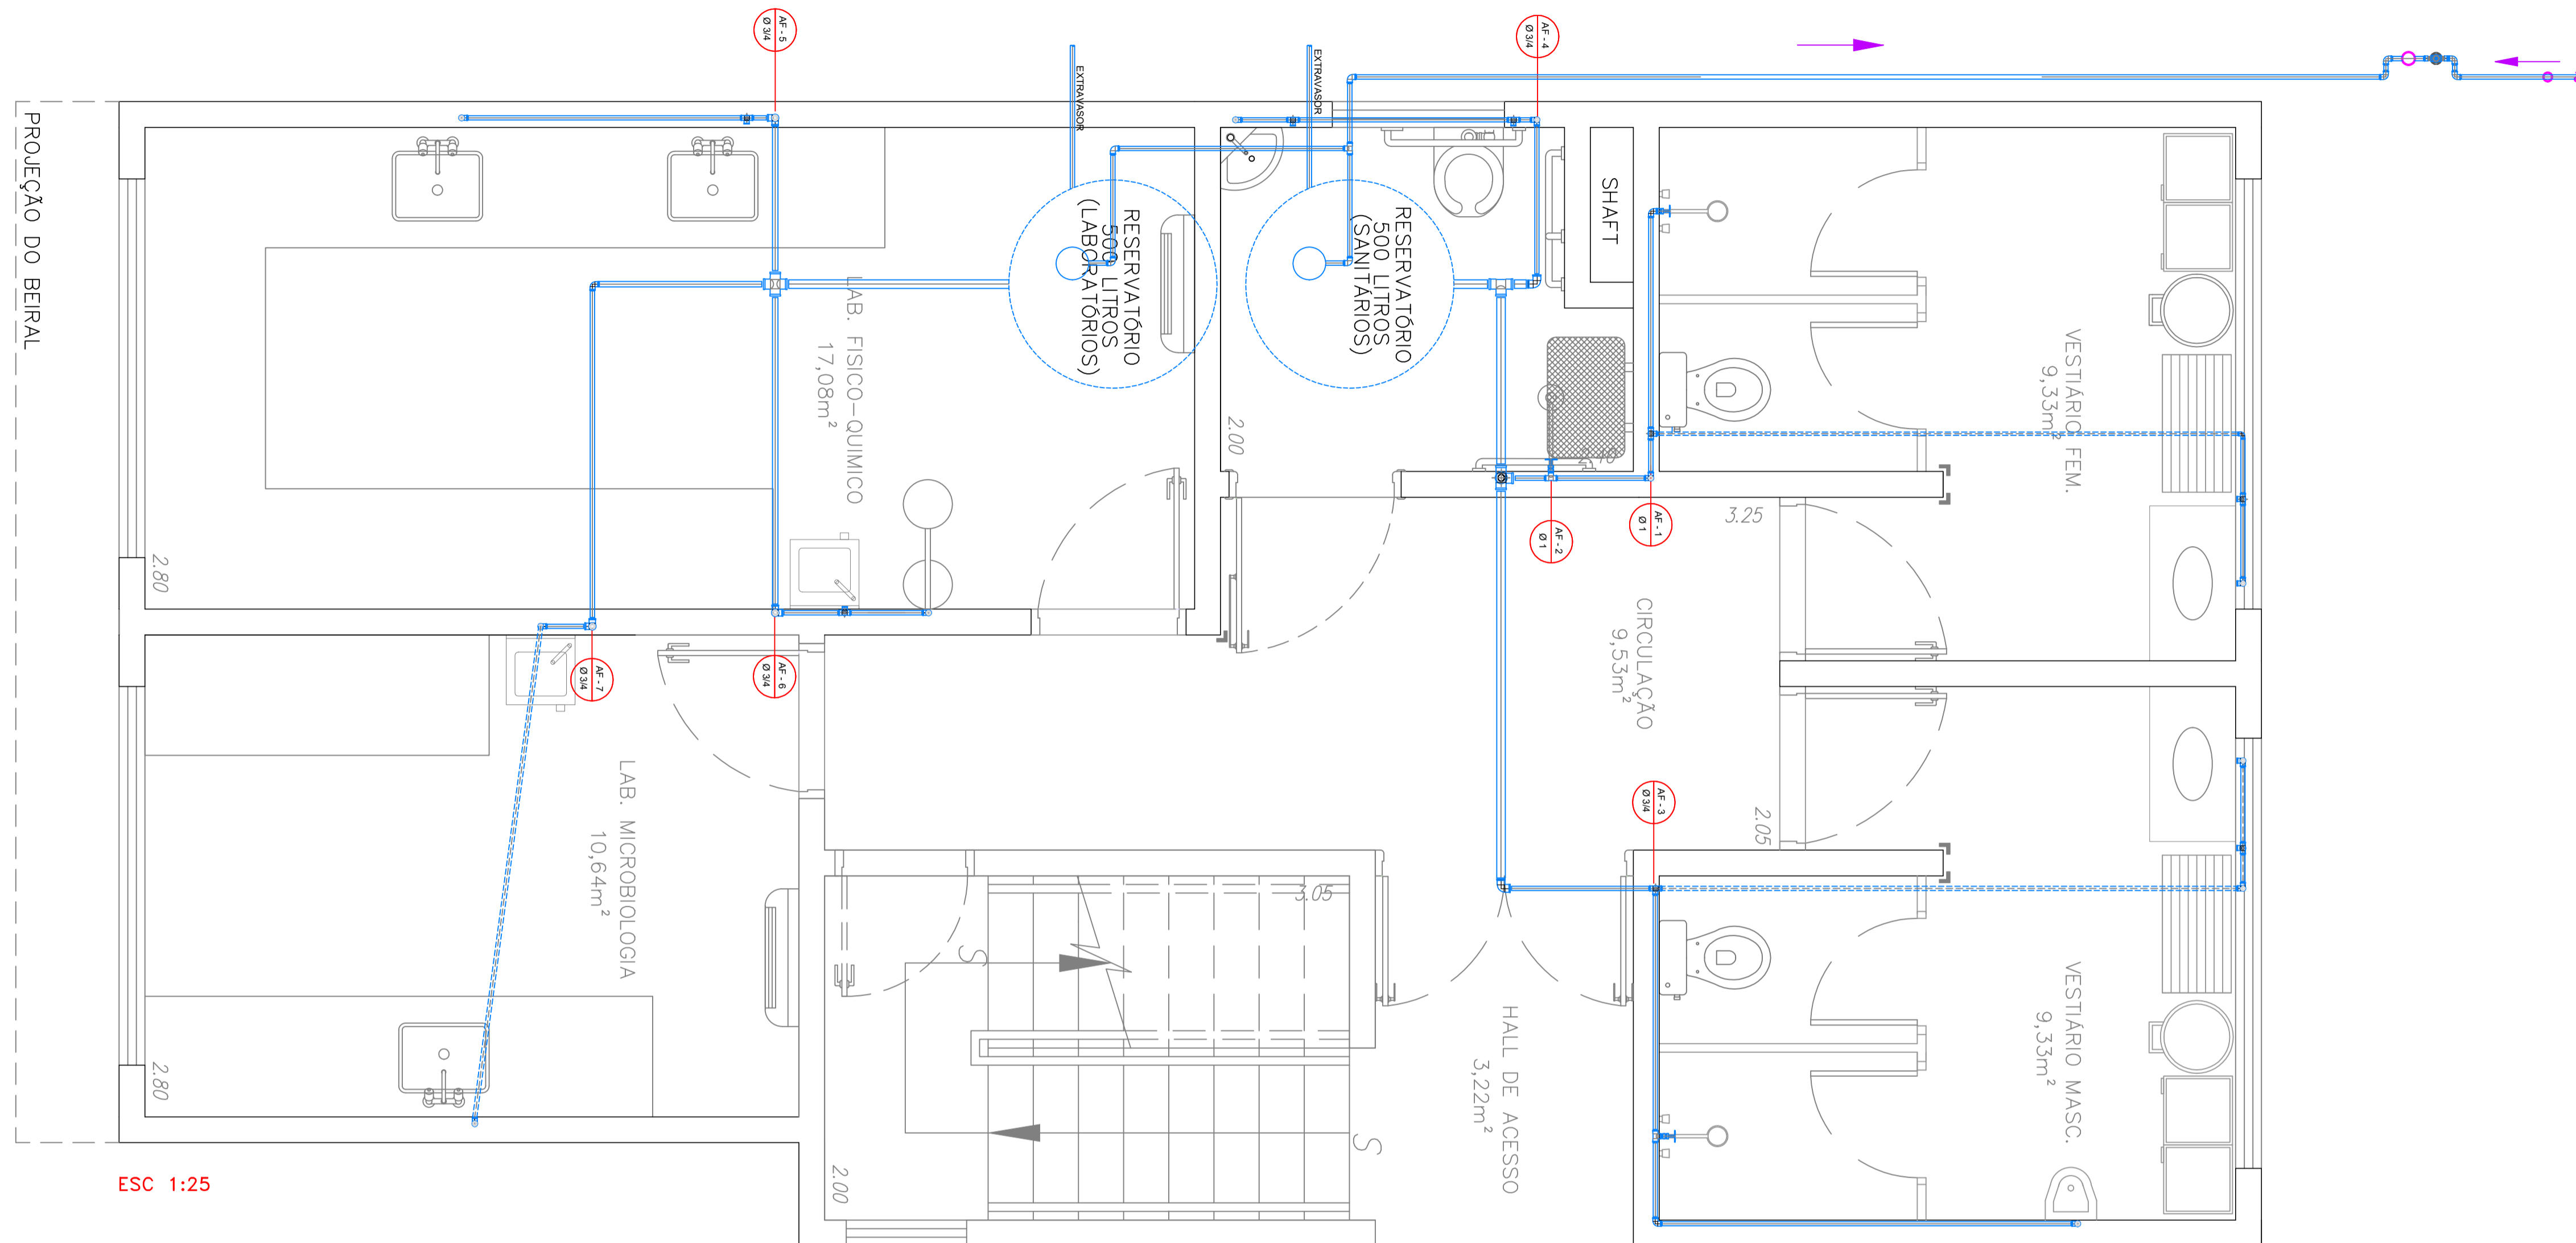 AF - 5
Ø 3/4
AF - 4
Ø 3/4
EXTRAVASOR
EXTRAVASOR
PROJEÇÃO DO BEIRAL
SHAFT
RESERVATÓRIO
500 LITROS
(LABORATÓRIOS)
RESERVATÓRIO
500 LITROS
(SANITÁRIOS)
LAB. FISICO-QUIMICO
17,08m²
VESTIÁRIO FEM.
9,33m²
2.00
3.25
AF - 2
Ø 1
AF - 1
Ø 1
2.80
CIRCULAÇÃO
9,53m²
AF - 7
Ø 3/4
AF - 6
Ø 3/4
AF - 3
Ø 3/4
2.05
LAB. MICROBIOLOGIA
10,64m²
3.05
S
HALL DE ACESSO
3,22m²
VESTIÁRIO MASC.
9,33m²
2.80
S
2.00
ESC 1:25